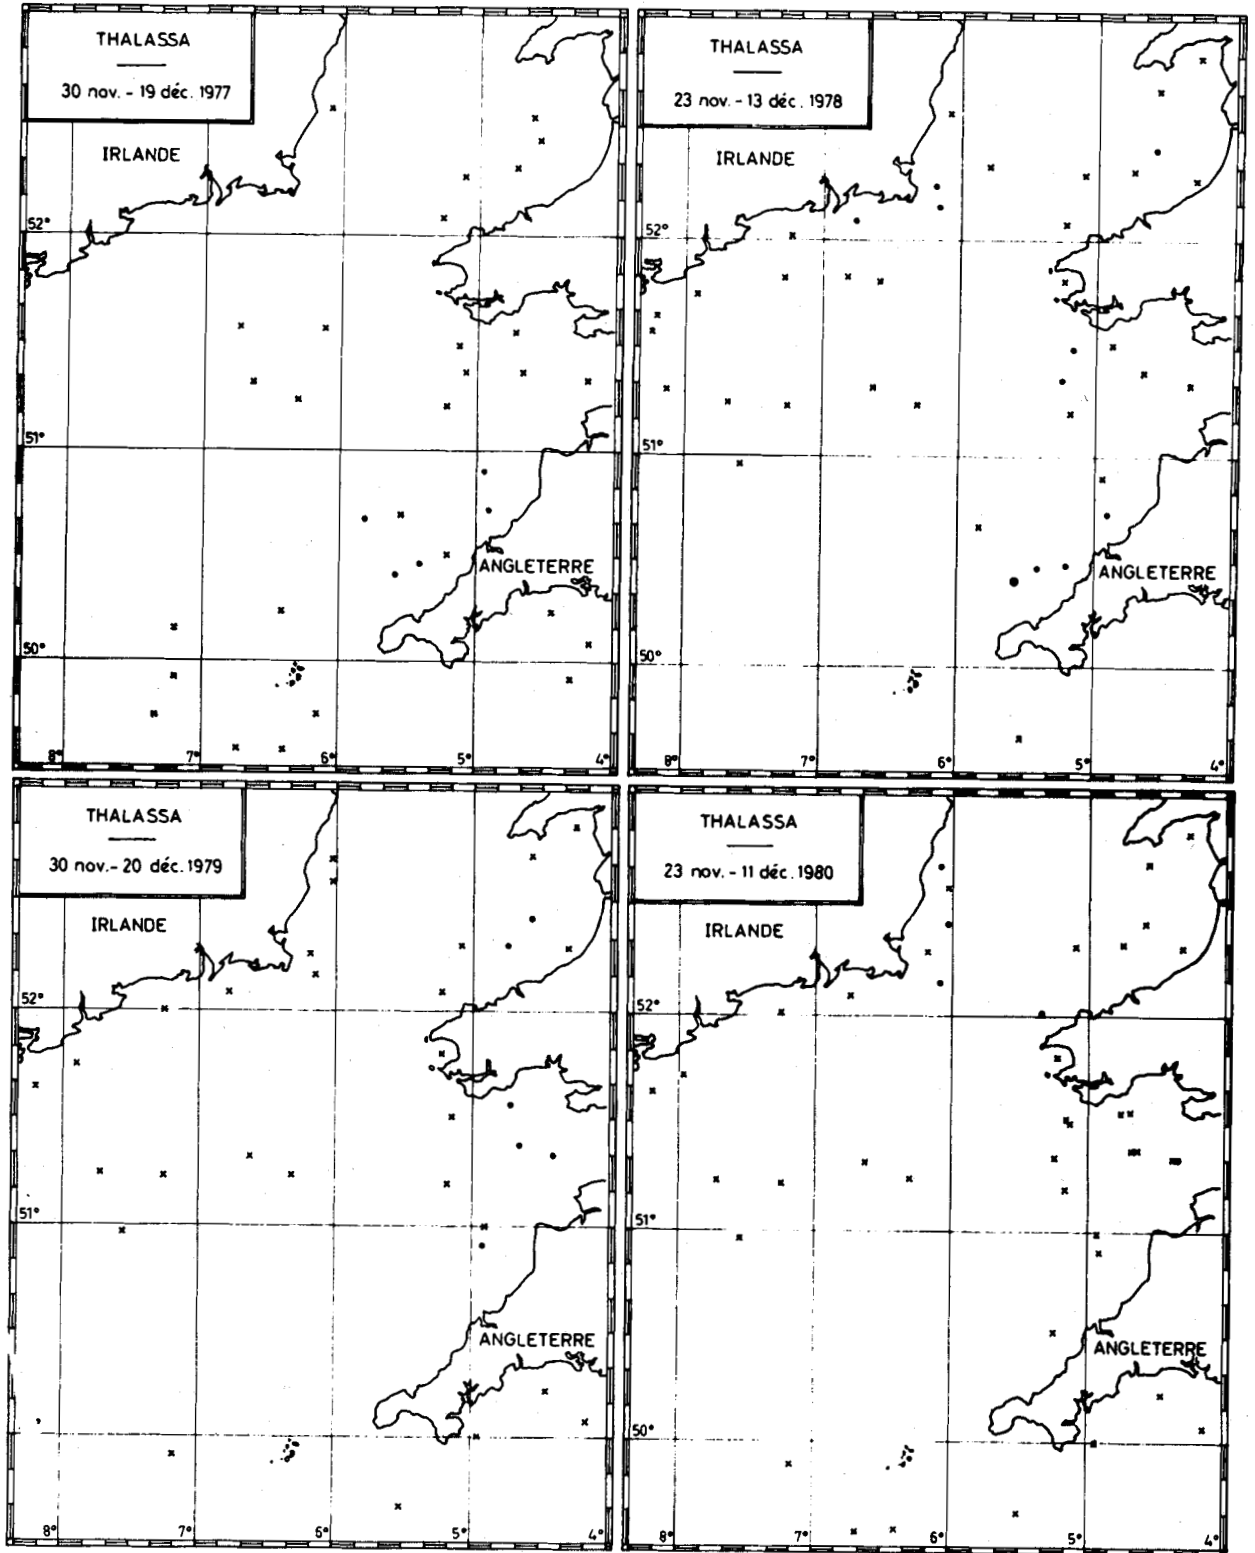 THALASSA
30 nov. - 19 déc. 1977
IRLANDE
52°
51°
ANGLETERRE
50°
8° 7° 6° 5° 4°
THALASSA
23 nov. - 13 déc. 1978
IRLANDE
52°
51°
ANGLETERRE
50°
8° 7° 6° 5° 4°
THALASSA
30 nov. - 20 déc. 1979
IRLANDE
52°
51°
ANGLETERRE
50°
8° 7° 6° 5° 4°
THALASSA
23 nov. - 11 déc. 1980
IRLANDE
52°
51°
ANGLETERRE
50°
8° 7° 6° 5° 4°